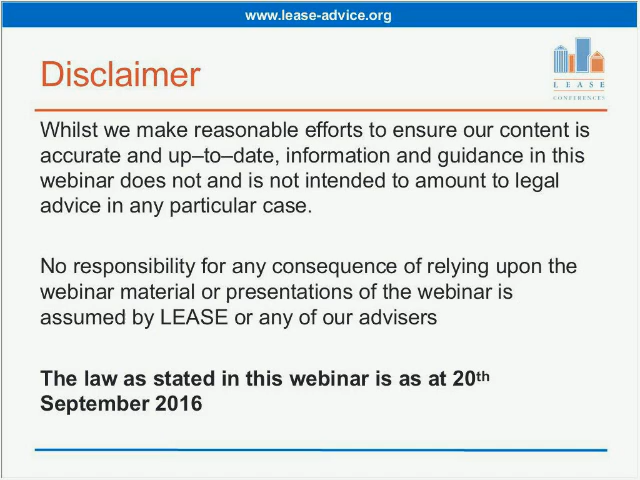 www.lease-advice.org
Disclaimer
LEASE
CONFERENCES
Whilst we make reasonable efforts to ensure our content is
accurate and up–to–date, information and guidance in this
webinar does not and is not intended to amount to legal
advice in any particular case.
No responsibility for any consequence of relying upon the
webinar material or presentations of the webinar is
assumed by LEASE or any of our advisers
The law as stated in this webinar is as at 20th
September 2016